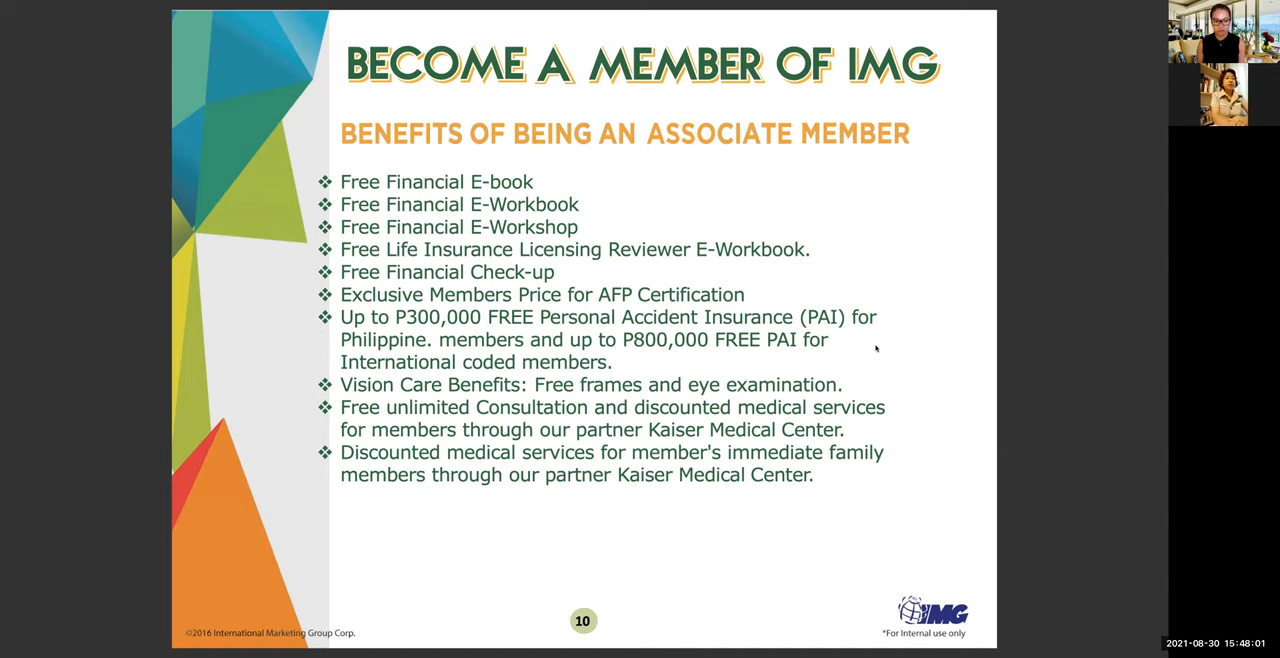 BECOME A MEMBER OF IMG
BENEFITS OF BEING AN ASSOCIATE MEMBER
❖ Free Financial E-book
❖ Free Financial E-Workbook
❖ Free Financial E-Workshop
❖ Free Life Insurance Licensing Reviewer E-Workbook.
❖ Free Financial Check-up
❖ Exclusive Members Price for AFP Certification
❖ Up to P300,000 FREE Personal Accident Insurance (PAI) for
Philippine. members and up to P800,000 FREE PAI for
International coded members.
❖ Vision Care Benefits: Free frames and eye examination.
❖ Free unlimited Consultation and discounted medical services
for members through our partner Kaiser Medical Center.
❖ Discounted medical services for member's immediate family
members through our partner Kaiser Medical Center.
IMG
10
©2016 International Marketing Group Corp.
*For Internal use only
2021-08-30 15:48:01